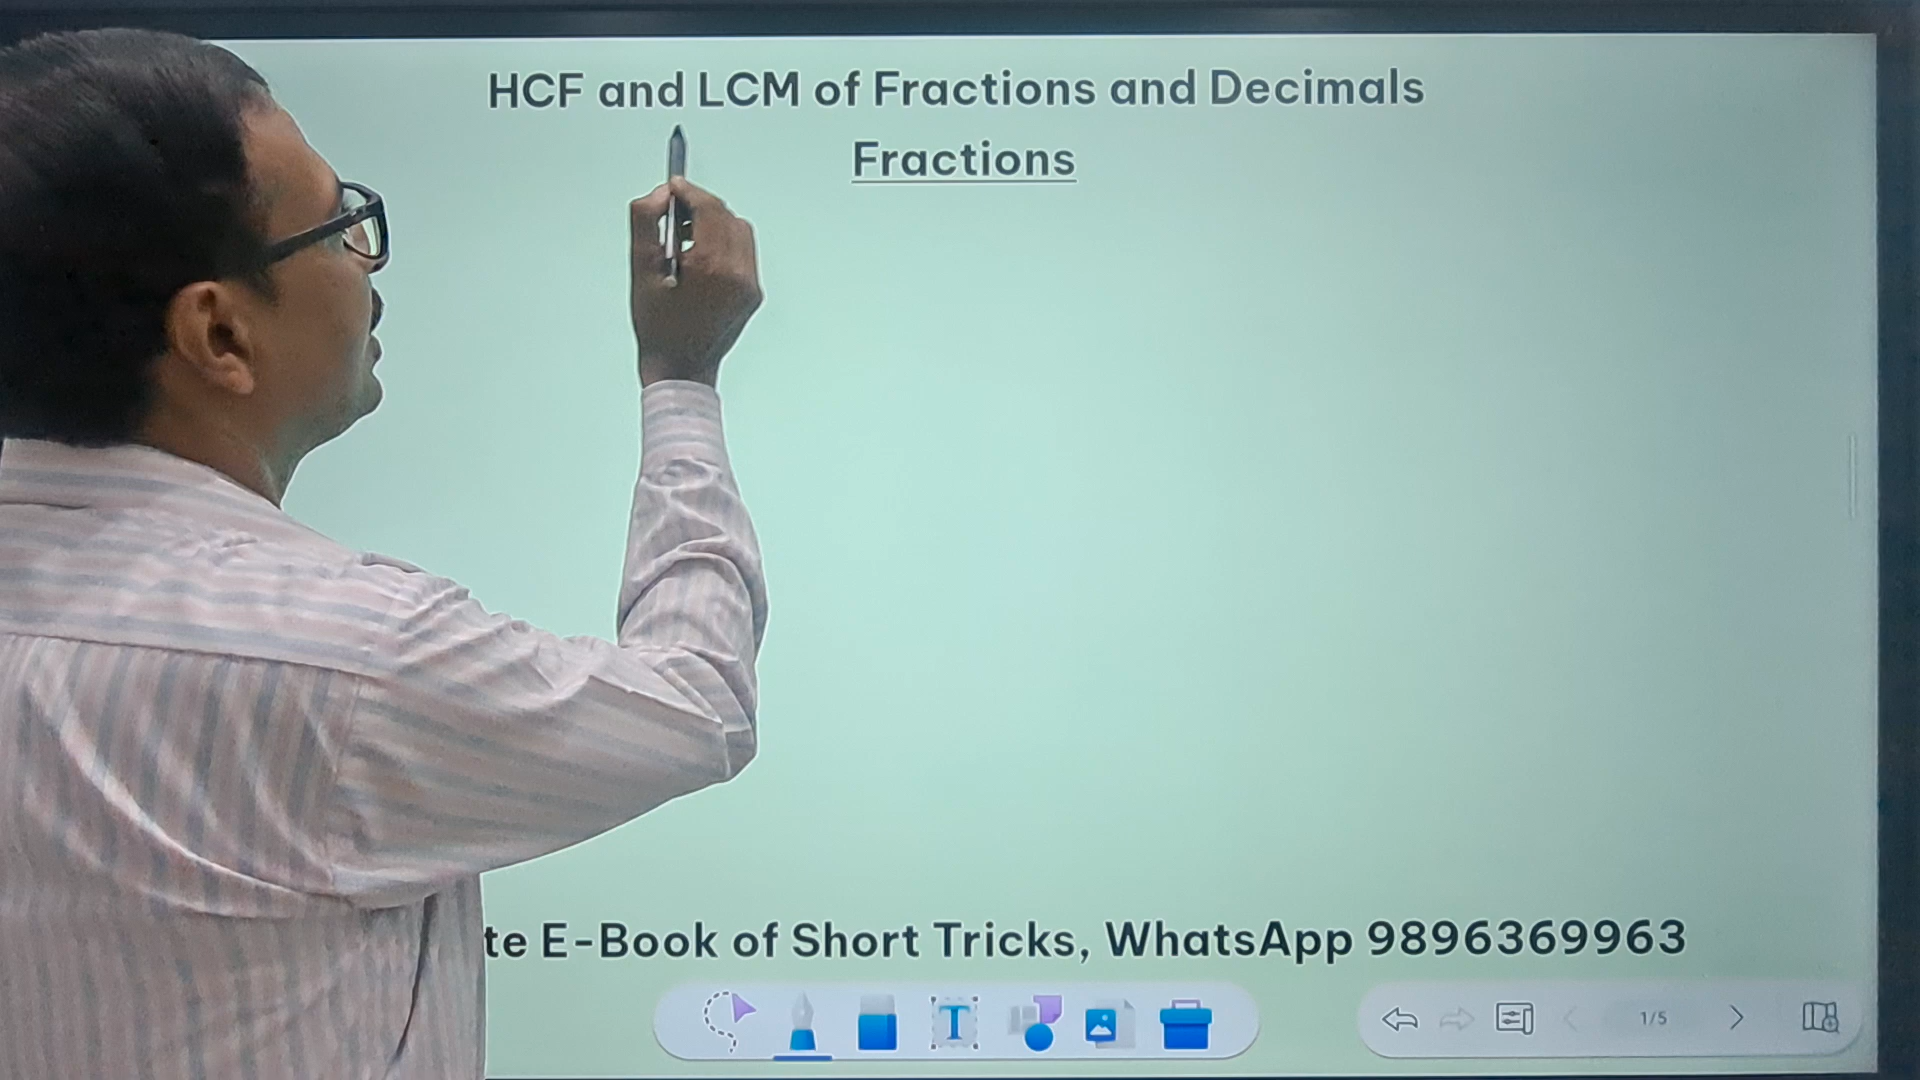 HCF and LCM of Fractions and Decimals
Fractions
te E-Book of Short Tricks, WhatsApp 9896369963
T
1/5